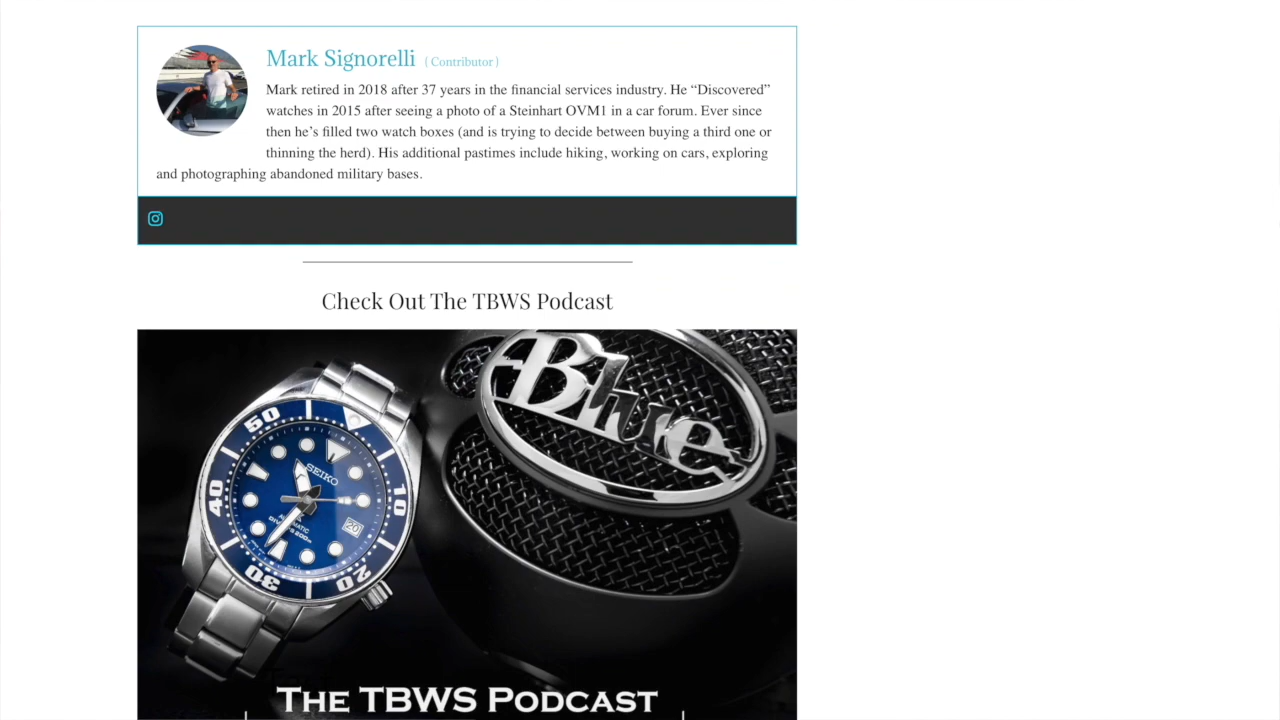 Mark Signorelli ( Contributor )
Mark retired in 2018 after 37 years in the financial services industry. He “Discovered”
watches in 2015 after seeing a photo of a Steinhart OVM1 in a car forum. Ever since
then he’s filled two watch boxes (and is trying to decide between buying a third one or
thinning the herd). His additional pastimes include hiking, working on cars, exploring
and photographing abandoned military bases.
Check Out The TBWS Podcast
Blue
50
10
20
30
40
SEIKO
AUTOMATIC
DIVER'S 200m
20
The TBWS Podcast